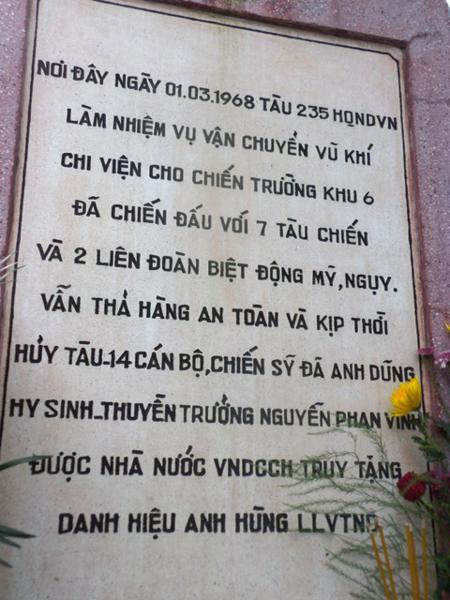 NƠI ĐÂY NGÀY 01.03.1968 TÀU 235 HQNDVN
LÀM NHIỆM VỤ VẬN CHUYỂN VŨ KHÍ
CHI VIỆN CHO CHIẾN TRƯỜNG KHU 6
ĐÃ CHIẾN ĐẤU VỚI 7 TÀU CHIẾN
VÀ 2 LIÊN ĐOÀN BIỆT ĐỘNG MỸ,NGỤY.
VẪN THẢ HÀNG AN TOÀN VÀ KỊP THỜI
HỦY TÀU-14 CÁN BỘ,CHIẾN SỸ ĐÃ ANH DŨNG
HY SINH-THUYỀN TRƯỞNG NGUYỄN PHAN VINH
ĐƯỢC NHÀ NƯỚC VNDCCH TRUY TẶNG
DANH HIỆU ANH HÙNG LLVTND